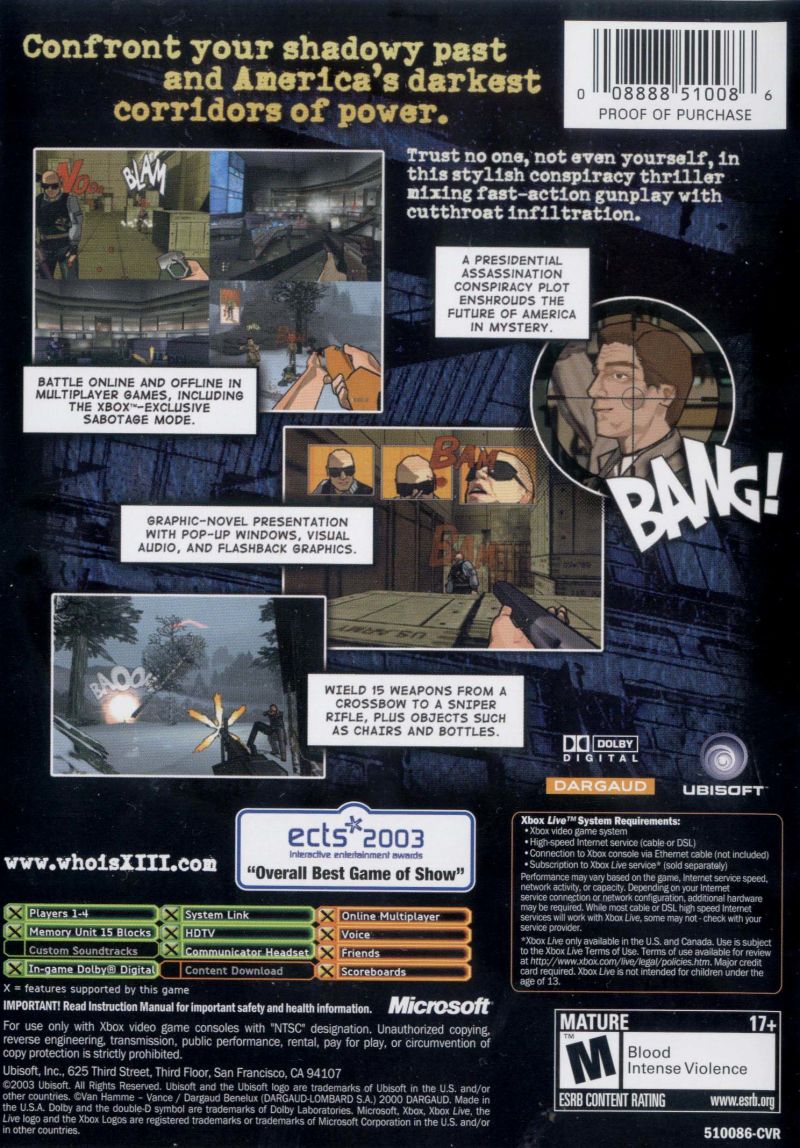 Confront your shadowy past
and America's darkest
corridors of power.
0 08888 51008 6
PROOF OF PURCHASE
Trust no one, not even yourself, in
this stylish conspiracy thriller
mixing fast-action gunplay with
cutthroat infiltration.
NOO
BLAM
A PRESIDENTIAL
ASSASSINATION
CONSPIRACY PLOT
ENSHROUDS THE
FUTURE OF AMERICA
IN MYSTERY.
BATTLE ONLINE AND OFFLINE IN
MULTIPLAYER GAMES, INCLUDING
THE XBOX™-EXCLUSIVE
SABOTAGE MODE.
BANG!
BAM
BAM
GRAPHIC-NOVEL PRESENTATION
WITH POP-UP WINDOWS, VISUAL
AUDIO, AND FLASHBACK GRAPHICS.
U.S. ARMY
BAOOO
WIELD 15 WEAPONS FROM A
CROSSBOW TO A SNIPER
RIFLE, PLUS OBJECTS SUCH
AS CHAIRS AND BOTTLES.
DOLBY
DIGITAL
DARGAUD
UBISOFT
www.whoisXIII.com
ects 2003
interactive entertainment awards
"Overall Best Game of Show"
Xbox Live™ System Requirements:
• Xbox video game system
• High-speed Internet service (cable or DSL)
• Connection to Xbox console via Ethernet cable (not included)
• Subscription to Xbox Live service* (sold separately)
Performance may vary based on the game, Internet service speed,
network activity, or capacity. Depending on your Internet
service connection or network configuration, additional hardware
may be required. While most cable or DSL high speed Internet
services will work with Xbox Live, some may not - check with your
service provider.
*Xbox Live only available in the U.S. and Canada. Use is subject
to the Xbox Live Terms of Use. Terms of use available for review
at http://www.xbox.com/live/legal/policies.htm. Major credit
card required. Xbox Live is not intended for children under the
age of 13.
X Players 1-4
X System Link
X Online Multiplayer
X Memory Unit 15 Blocks
X HDTV
X Voice
Custom Soundtracks
X Communicator Headset
X Friends
X In-game Dolby® Digital
Content Download
X Scoreboards
X = features supported by this game
IMPORTANT! Read Instruction Manual for important safety and health information.
Microsoft
For use only with Xbox video game consoles with "NTSC" designation. Unauthorized copying,
reverse engineering, transmission, public performance, rental, pay for play, or circumvention of
copy protection is strictly prohibited.
Ubisoft, Inc., 625 Third Street, Third Floor, San Francisco, CA 94107
©2003 Ubisoft. All Rights Reserved. Ubisoft and the Ubisoft logo are trademarks of Ubisoft in the U.S. and/or
other countries. ©Van Hamme - Vance / Dargaud Benelux (DARGAUD-LOMBARD S.A.) 2000 DARGAUD. Made in
the U.S.A. Dolby and the double-D symbol are trademarks of Dolby Laboratories. Microsoft, Xbox, Xbox Live, the
Live logo and the Xbox Logos are registered trademarks or trademarks of Microsoft Corporation in the U.S. and/or
in other countries.
MATURE 17+
M
TM
Blood
Intense Violence
ESRB CONTENT RATING www.esrb.org
510086-CVR